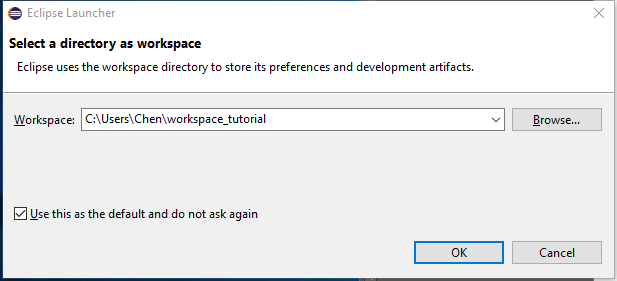 Eclipse Launcher
Select a directory as workspace
Eclipse uses the workspace directory to store its preferences and development artifacts.
Workspace: C:\Users\Chen\workspace_tutorial Browse...
Use this as the default and do not ask again
OK Cancel